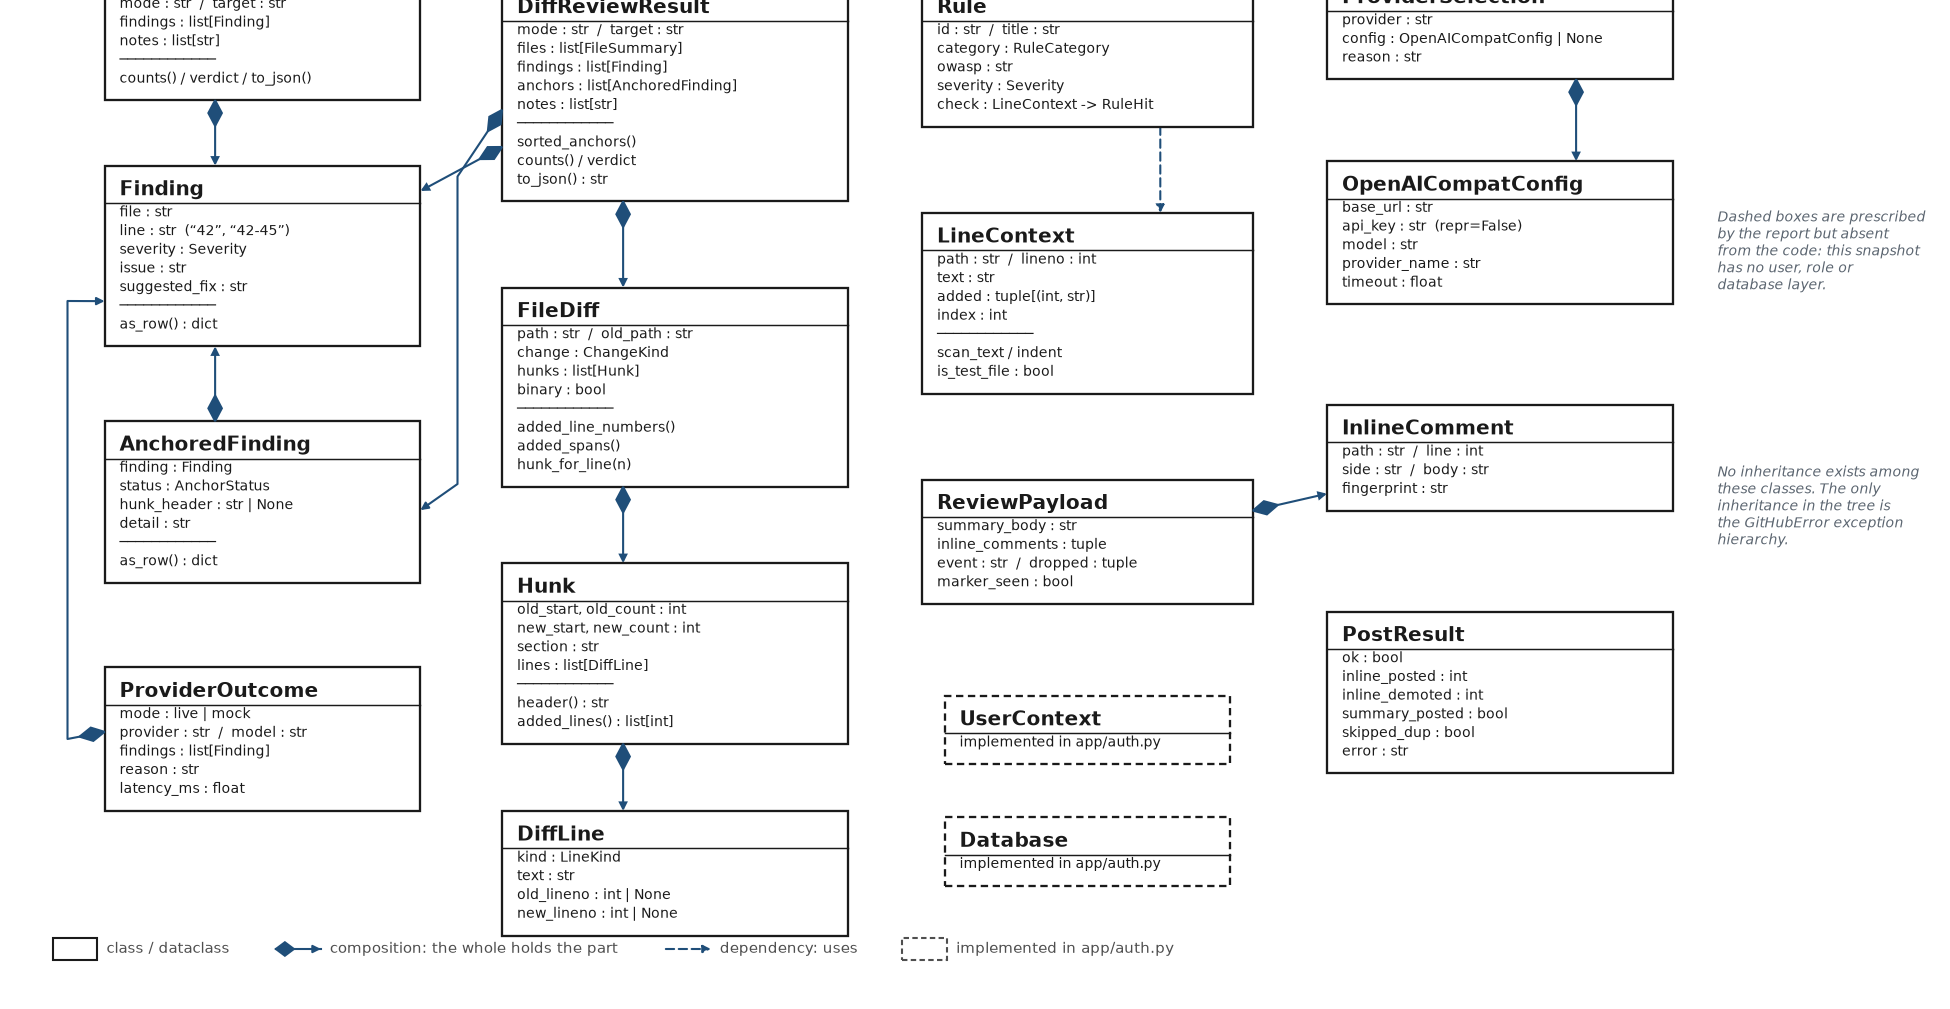 mode : str  /  target : str
findings : list[Finding]
notes : list[str]
counts() / verdict / to_json()
Finding
file : str
line : str  (“42”, “42-45”)
severity : Severity
issue : str
suggested_fix : str
as_row() : dict
AnchoredFinding
finding : Finding
status : AnchorStatus
hunk_header : str | None
detail : str
as_row() : dict
ProviderOutcome
mode : live | mock
provider : str  /  model : str
findings : list[Finding]
reason : str
latency_ms : float
DiffReviewResult
mode : str  /  target : str
files : list[FileSummary]
findings : list[Finding]
anchors : list[AnchoredFinding]
notes : list[str]
sorted_anchors()
counts() / verdict
to_json() : str
FileDiff
path : str  /  old_path : str
change : ChangeKind
hunks : list[Hunk]
binary : bool
added_line_numbers()
added_spans()
hunk_for_line(n)
Hunk
old_start, old_count : int
new_start, new_count : int
section : str
lines : list[DiffLine]
header() : str
added_lines() : list[int]
DiffLine
kind : LineKind
text : str
old_lineno : int | None
new_lineno : int | None
Rule
id : str  /  title : str
category : RuleCategory
owasp : str
severity : Severity
check : LineContext -> RuleHit
LineContext
path : str  /  lineno : int
text : str
added : tuple[(int, str)]
index : int
scan_text / indent
is_test_file : bool
ReviewPayload
summary_body : str
inline_comments : tuple
event : str  /  dropped : tuple
marker_seen : bool
UserContext
implemented in app/auth.py
Database
implemented in app/auth.py
ProviderSelection
provider : str
config : OpenAICompatConfig | None
reason : str
OpenAICompatConfig
base_url : str
api_key : str  (repr=False)
model : str
provider_name : str
timeout : float
InlineComment
path : str  /  line : int
side : str  /  body : str
fingerprint : str
PostResult
ok : bool
inline_posted : int
inline_demoted : int
summary_posted : bool
skipped_dup : bool
error : str
Dashed boxes are prescribed
by the report but absent
from the code: this snapshot
has no user, role or
database layer.
No inheritance exists among
these classes. The only
inheritance in the tree is
the GitHubError exception
hierarchy.
class / dataclass
composition: the whole holds the part
dependency: uses
implemented in app/auth.py